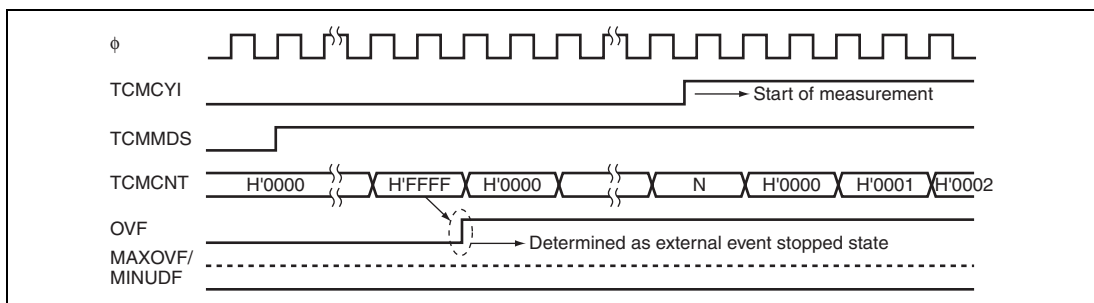 ϕ
TCMCYI
Start of measurement
TCMMDS
TCMCNT H'0000 H'FFFF H'0000 N H'0000 H'0001 H'0002
OVF
Determined as external event stopped state
MAXOVF/
MINUDF